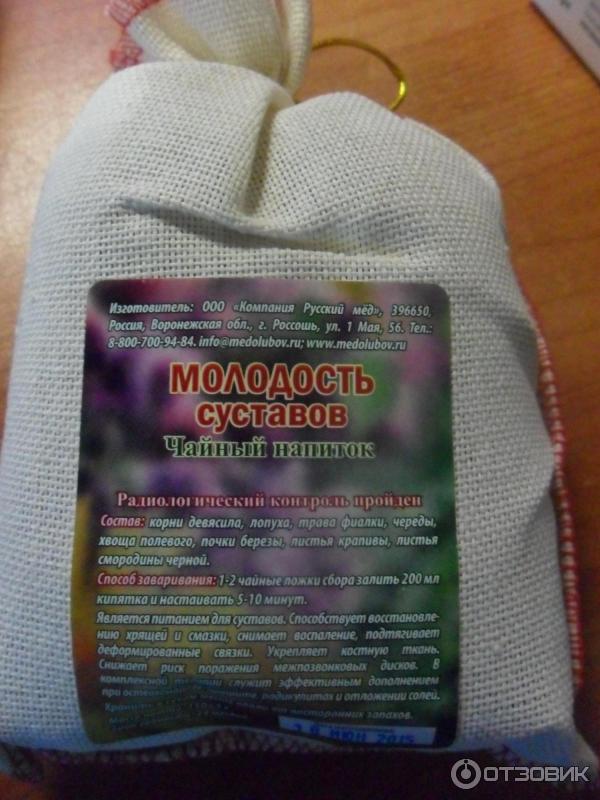 Изготовитель: ООО «Компания Русский мёд», 396650,
Россия, Воронежская обл., г. Россошь, ул. 1 Мая, 56. Тел.:
8-800-700-94-84. info@medolubov.ru; www.medolubov.ru
МОЛОДОСТЬ
суставов
Чайный напиток
Радиологический контроль пройден
Состав: корни девясила, лопуха, трава фиалки, череды,
хвоща полевого, почки березы, листья крапивы, листья
смородины черной.
Способ заваривания: 1-2 чайные ложки сбора залить 200 мл
кипятка и настаивать 5-10 минут.
Является питанием для суставов. Способствует восстановле-
нию хрящей и смазки, снимает воспаление, подтягивает
деформированные связки. Укрепляет костную ткань.
Снижает риск поражения межпозвонковых дисков. В
комплексной терапии служит эффективным дополнением
при радикулитах и отложении солей.
посторонних запахов.
ИЮН 2015
ОТЗОВИК